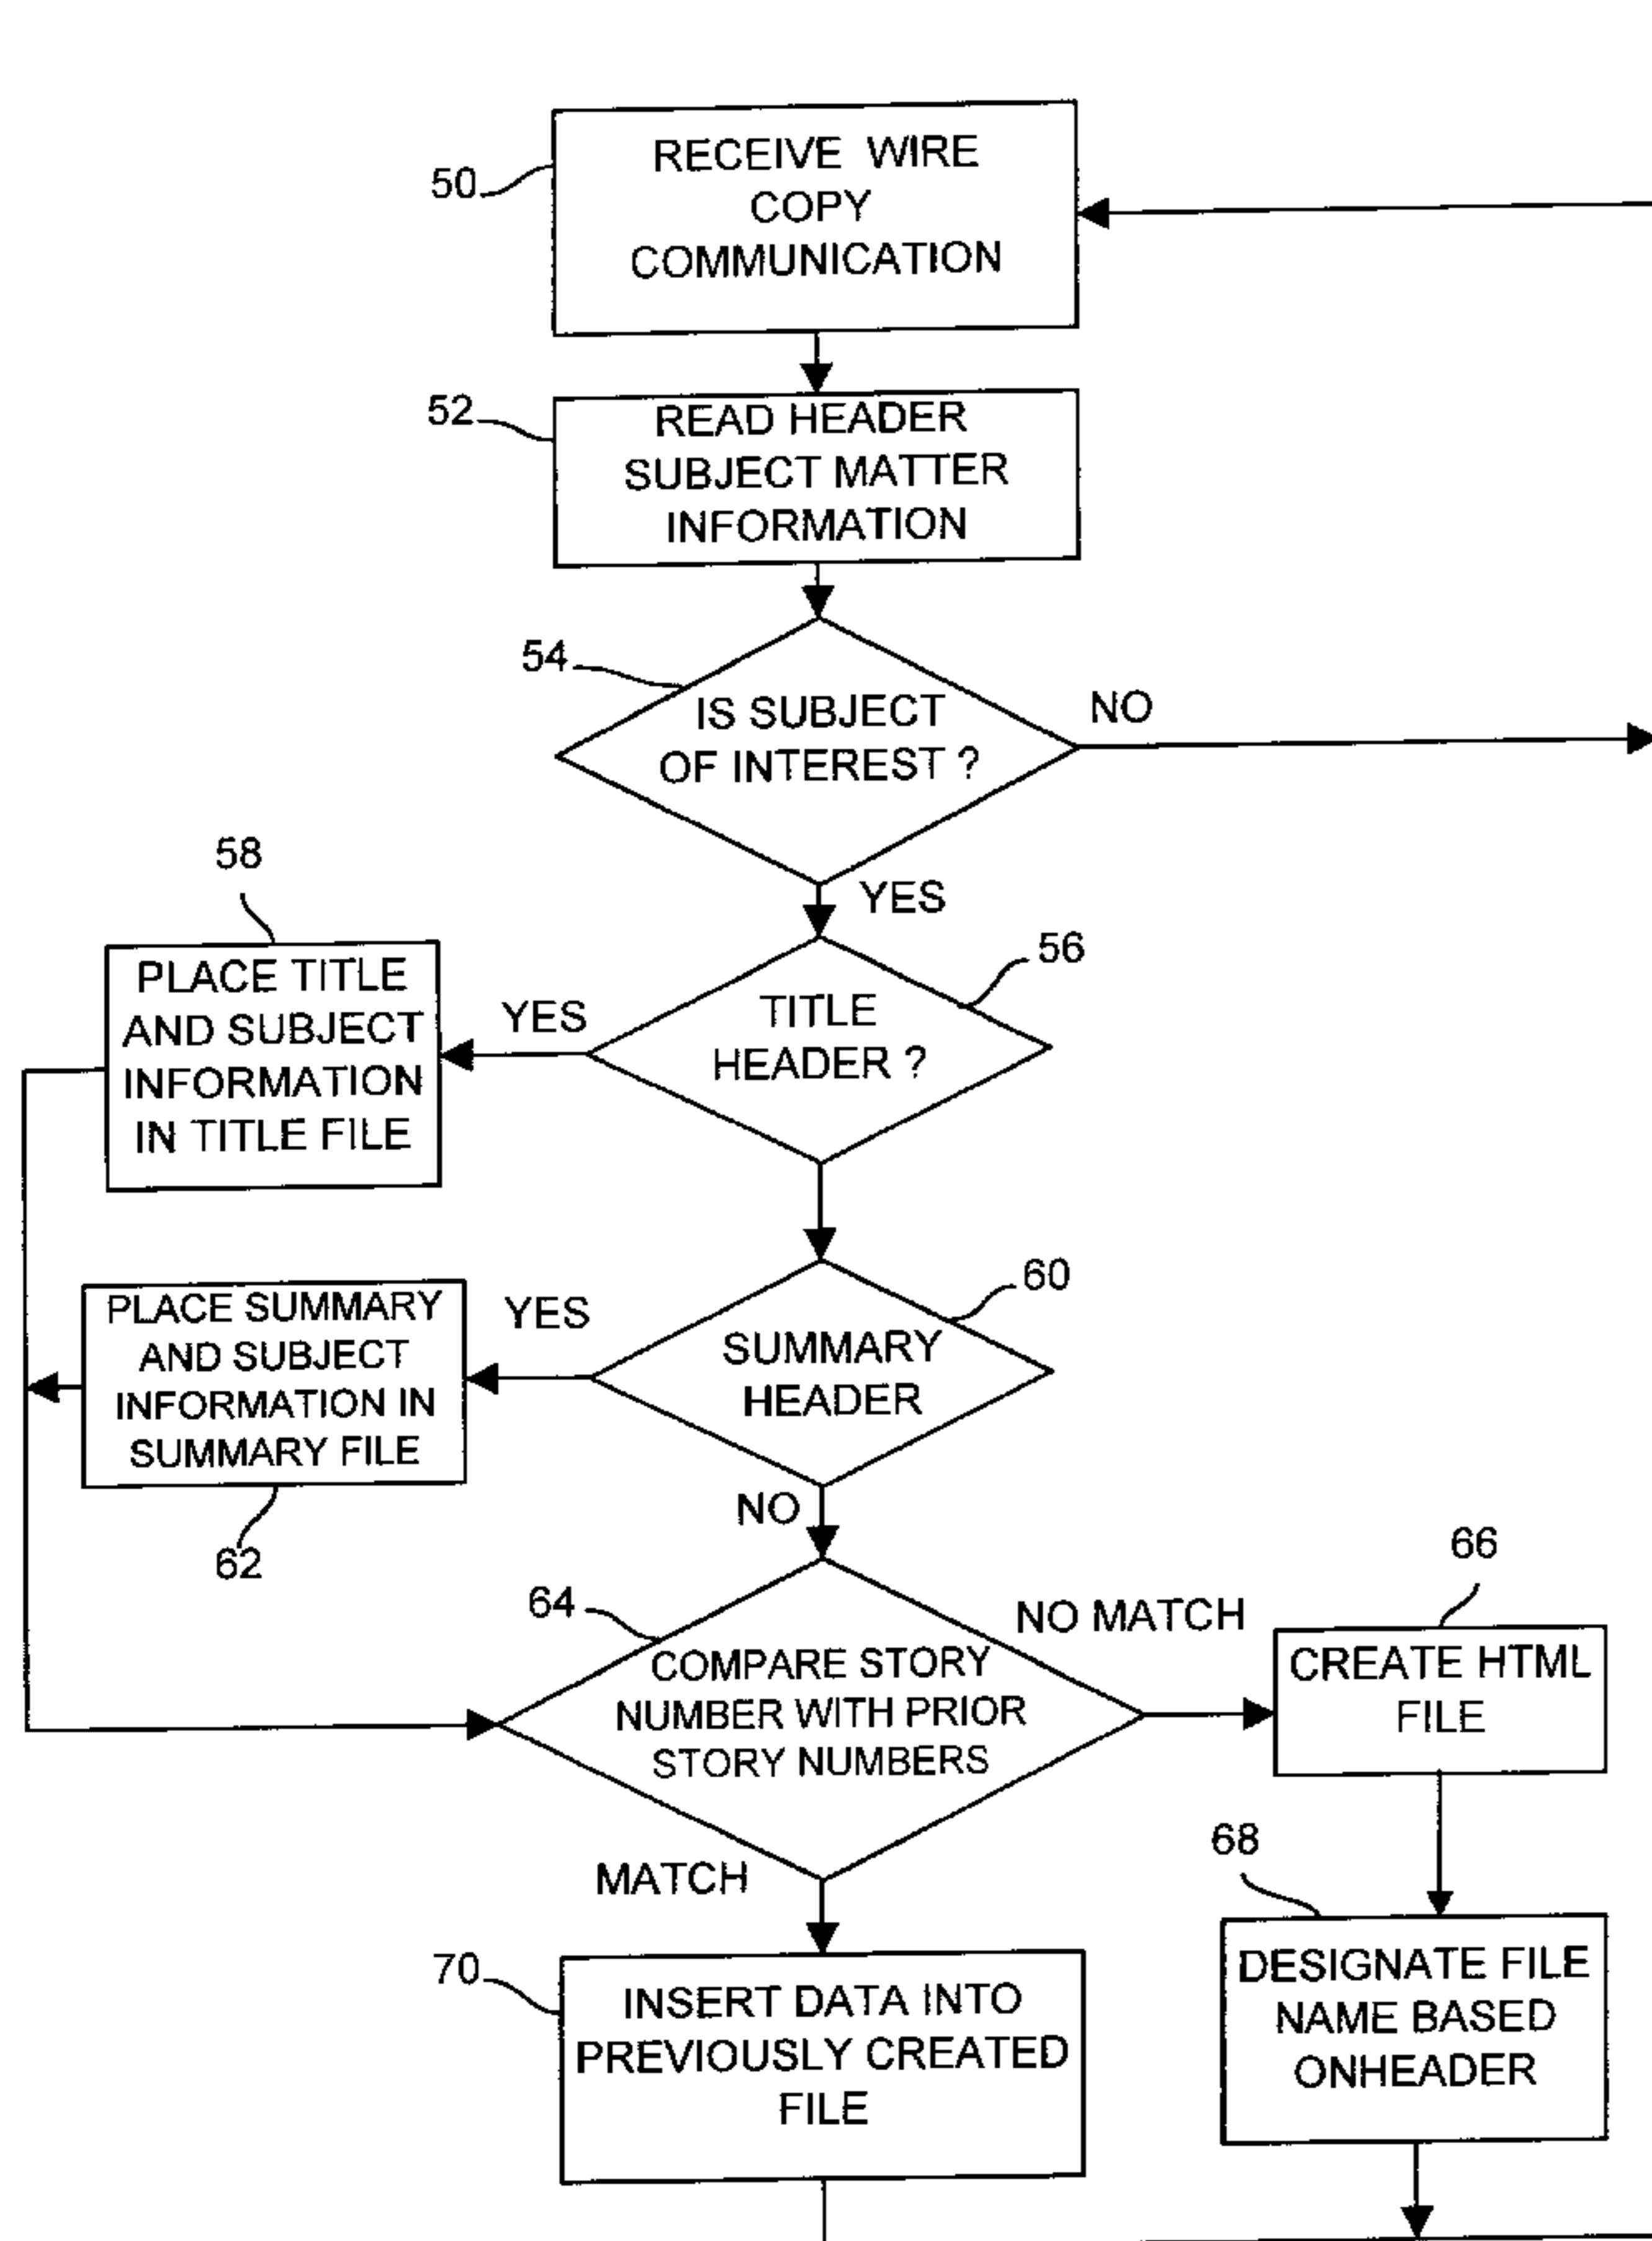 RECEIVE WIRE
COPY
COMMUNICATION
50
READ HEADER
SUBJECT MATTER
INFORMATION
52
54
IS SUBJECT
OF INTEREST ?
NO
YES
58
56
PLACE TITLE
AND SUBJECT
INFORMATION
IN TITLE FILE
YES
TITLE
HEADER ?
60
PLACE SUMMARY
AND SUBJECT
INFORMATION IN
SUMMARY FILE
YES
SUMMARY
HEADER
NO
62
64
COMPARE STORY
NUMBER WITH PRIOR
STORY NUMBERS
NO MATCH
66
CREATE HTML
FILE
MATCH
68
DESIGNATE FILE
NAME BASED
ONHEADER
70
INSERT DATA INTO
PREVIOUSLY CREATED
FILE